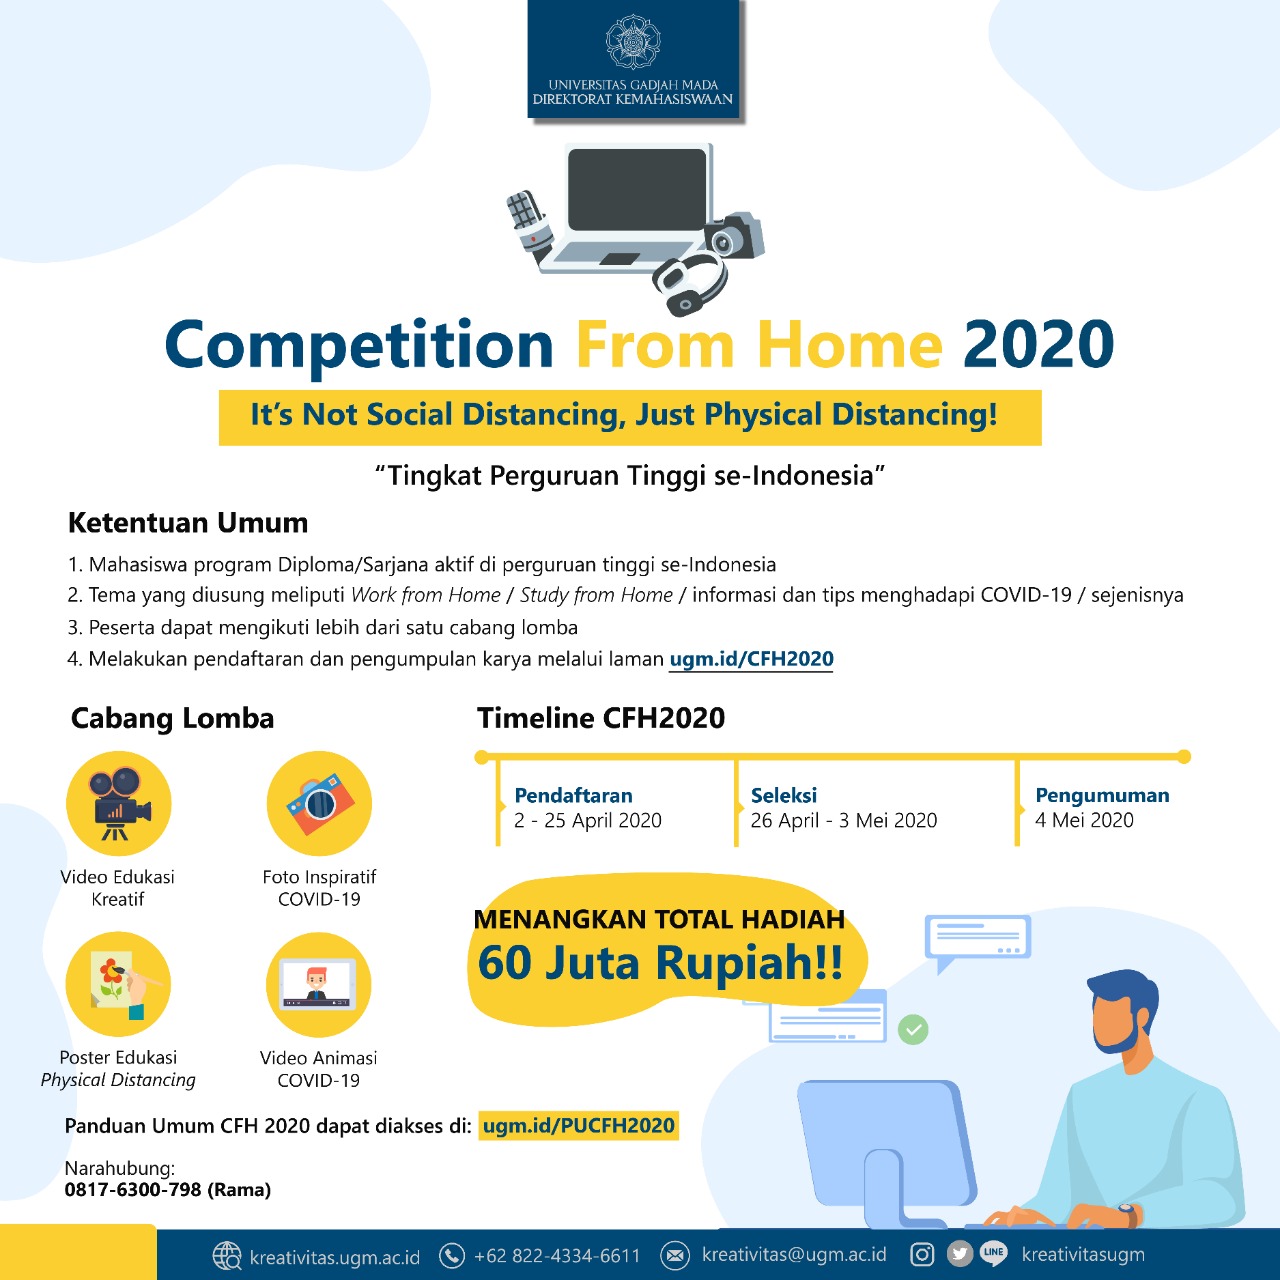 UNIVERSITAS GADJAH MADA
DIREKTORAT KEMAHASISWAAN
Competition From Home 2020
It's Not Social Distancing, Just Physical Distancing!
“Tingkat Perguruan Tinggi se-Indonesia”
Ketentuan Umum
1. Mahasiswa program Diploma/Sarjana aktif di perguruan tinggi se-Indonesia
2. Tema yang diusung meliputi Work from Home / Study from Home / informasi dan tips menghadapi COVID-19 / sejenisnya
3. Peserta dapat mengikuti lebih dari satu cabang lomba
4. Melakukan pendaftaran dan pengumpulan karya melalui laman ugm.id/CFH2020
Cabang Lomba
Video Edukasi
Kreatif
Foto Inspiratif
COVID-19
Poster Edukasi
Physical Distancing
Video Animasi
COVID-19
Timeline CFH2020
Pendaftaran
2 - 25 April 2020
Seleksi
26 April - 3 Mei 2020
Pengumuman
4 Mei 2020
MENANGKAN TOTAL HADIAH
60 Juta Rupiah!!
Panduan Umum CFH 2020 dapat diakses di: ugm.id/PUCFH2020
Narahubung:
0817-6300-798 (Rama)
kreativitas.ugm.ac.id
+62 822-4334-6611
kreativitas@ugm.ac.id
LINE
kreativitasugm